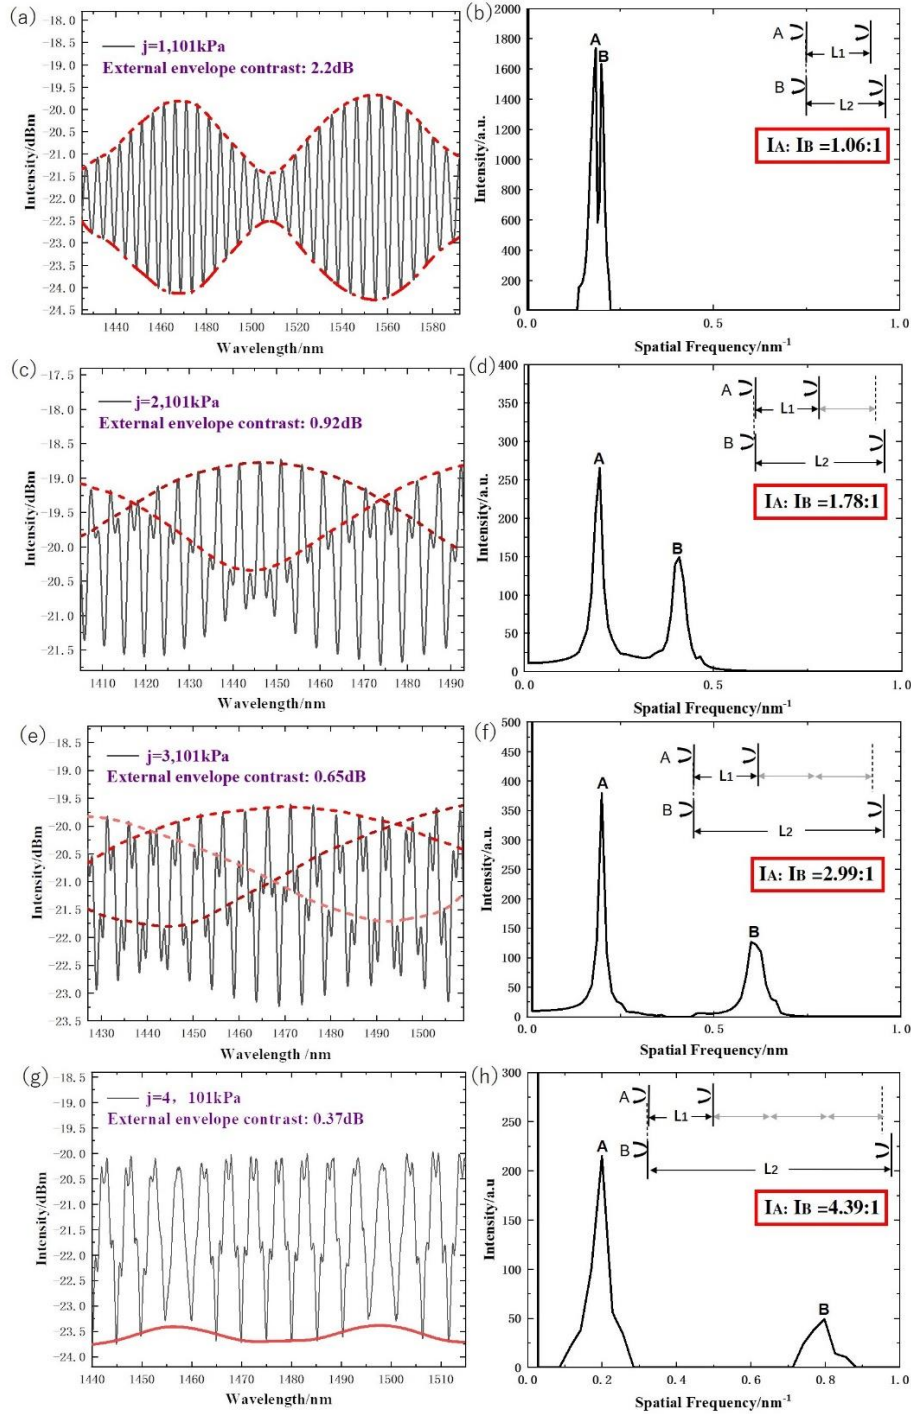 (a)
j=1,101kPa
External envelope contrast: 2.2dB
Intensity/dBm
-18.0
-18.5
-19.0
-19.5
-20.0
-20.5
-21.0
-21.5
-22.0
-22.5
-23.0
-23.5
-24.0
-24.5
1440 1460 1480 1500 1520 1540 1560 1580
Wavelength/nm
(b)
Intensity/a.u.
2000
1800
1600
1400
1200
1000
800
600
400
200
0
A
B
A
L1
B
L2
IA: IB =1.06:1
0.0 0.5 1.0
Spatial Frequency/nm-1
(c)
j=2,101kPa
External envelope contrast: 0.92dB
Intensity/dBm
-17.5
-18.0
-18.5
-19.0
-19.5
-20.0
-20.5
-21.0
-21.5
1410 1420 1430 1440 1450 1460 1470 1480 1490
Wavelength/nm
(d)
Intensity/a.u.
400
350
300
250
200
150
100
50
0
A
B
A
L1
B
L2
IA: IB =1.78:1
0.0 0.5 1.0
Spatial Frequency/nm-1
(e)
j=3,101kPa
External envelope contrast: 0.65dB
Intensity/dBm
-18.5
-19.0
-19.5
-20.0
-20.5
-21.0
-21.5
-22.0
-22.5
-23.0
-23.5
1430 1440 1450 1460 1470 1480 1490 1500
Wavelength /nm
(f)
Intensity/a.u.
500
450
400
350
300
250
200
150
100
50
0
A
B
A
L1
B
L2
IA: IB =2.99:1
0.0 0.5 1.0
Spatial Frequency/nm
(g)
j=4, 101kPa
External envelope contrast: 0.37dB
Intensity/dBm
-18.5
-19.0
-19.5
-20.0
-20.5
-21.0
-21.5
-22.0
-22.5
-23.0
-23.5
-24.0
1440 1450 1460 1470 1480 1490 1500 1510
Wavelength/nm
(h)
Intensity/a.u
300
250
200
150
100
50
0
A
B
A
L1
B
L2
IA: IB =4.39:1
0.0 0.2 0.4 0.6 0.8 1.0
Spatial Frequency/nm-1